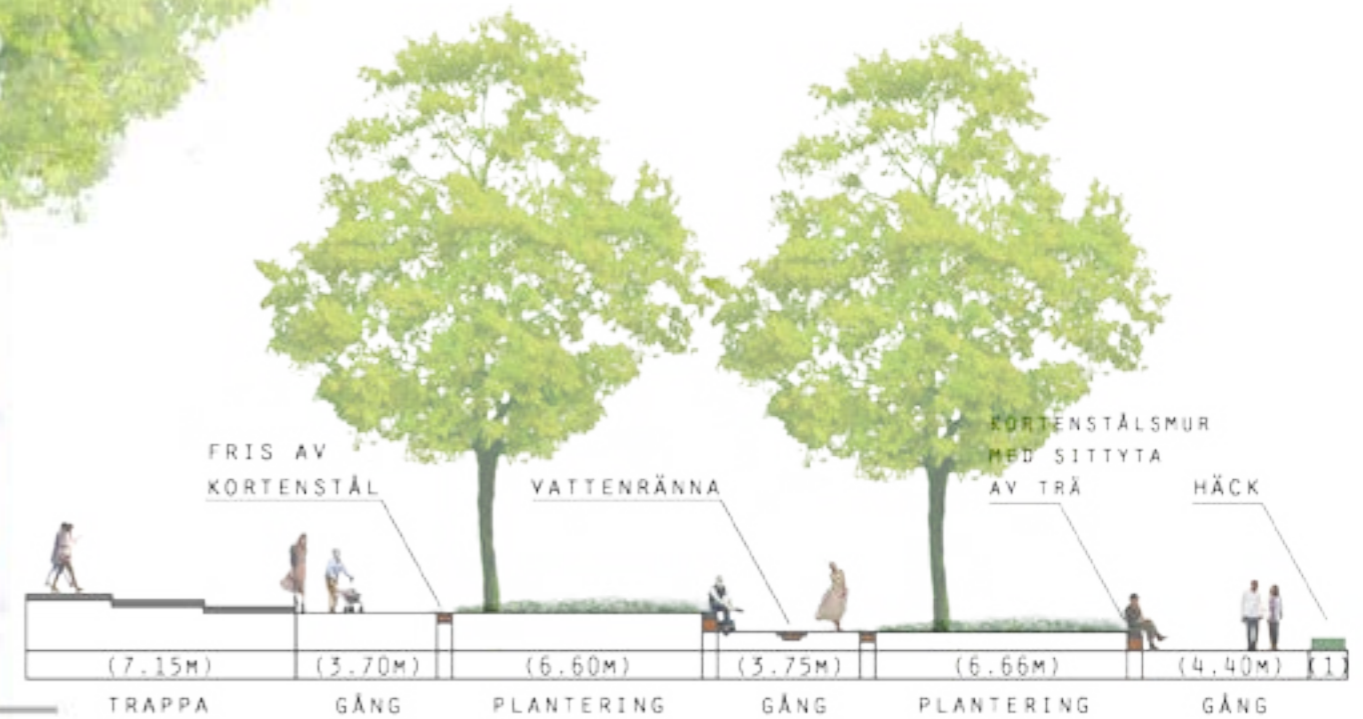 FRIS AV
KORTENSTÅL
VATTENRÄNNA
KORTENSTÅLSMUR
MED SITTYTA
AV TRÄ
HÄCK
(7.15M) (3.70M) (6.60M) (3.75M) (6.66M) (4.40M) (1)
TRAPPA GÅNG PLANTERING GÅNG PLANTERING GÅNG